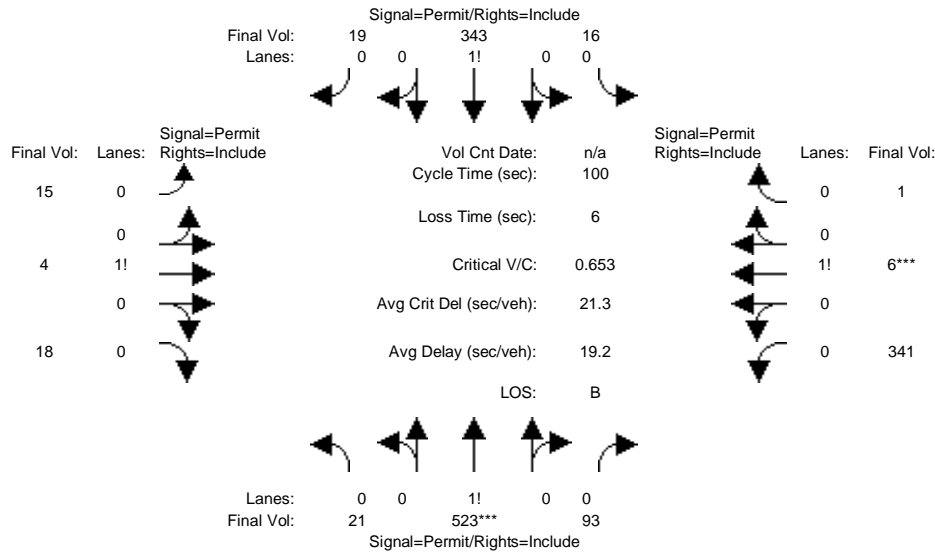 Signal=Permit/Rights=Include
Final Vol: 19 343 16
Lanes: 0 0 1! 0 0
Signal=Permit
Final Vol: Lanes: Rights=Include
15 0
0
4 1!
0
18 0
Vol Cnt Date: n/a
Cycle Time (sec): 100
Loss Time (sec): 6
Critical V/C: 0.653
Avg Crit Del (sec/veh): 21.3
Avg Delay (sec/veh): 19.2
LOS: B
Signal=Permit
Rights=Include Lanes: Final Vol:
0 1
0
1! 6***
0
0 341
Lanes: 0 0 1! 0 0
Final Vol: 21 523*** 93
Signal=Permit/Rights=Include